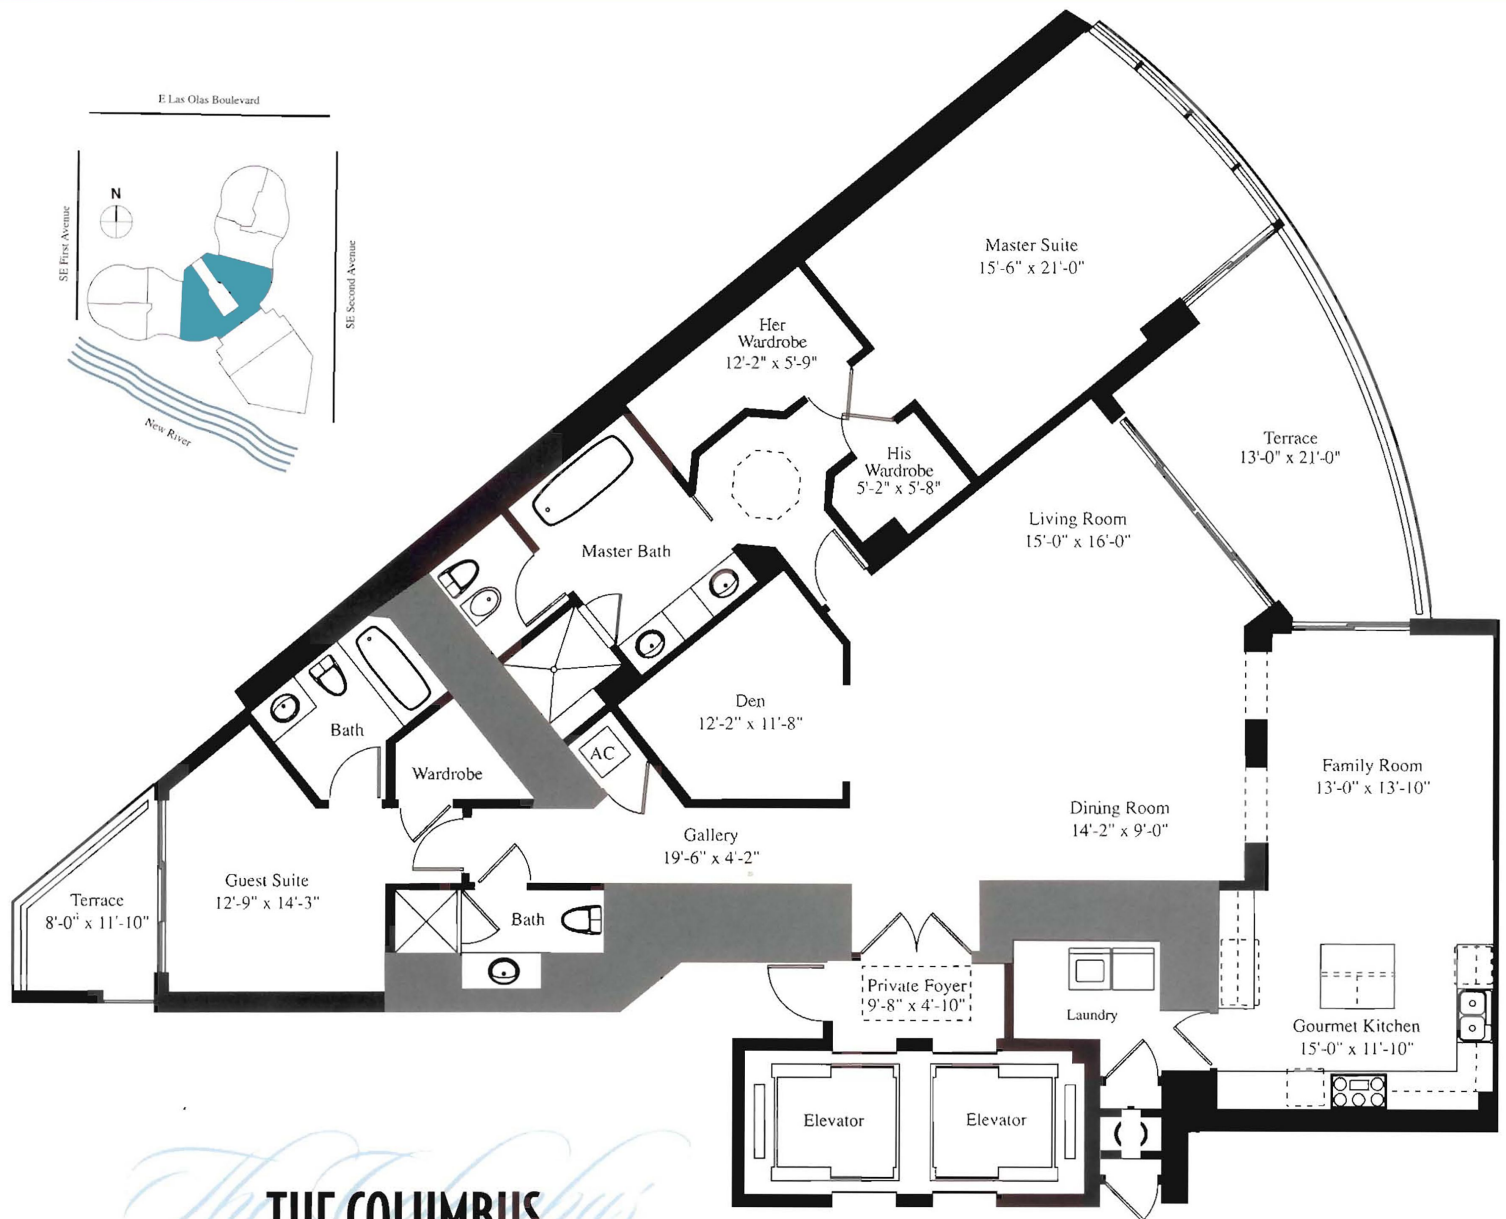 E Las Olas Boulevard
N
SE First Avenue
SE Second Avenue
New River
Master Suite
15'-6" x 21'-0"
Her
Wardrobe
12'-2" x 5'-9"
His
Wardrobe
5'-2" x 5'-8"
Terrace
13'-0" x 21'-0"
Living Room
15'-0" x 16'-0"
Master Bath
Den
12'-2" x 11'-8"
Bath
AC
Wardrobe
Family Room
13'-0" x 13'-10"
Dining Room
14'-2" x 9'-0"
Gallery
19'-6" x 4'-2"
Guest Suite
12'-9" x 14'-3"
Terrace
8'-0" x 11'-10"
Bath
Private Foyer
9'-8" x 4'-10"
Laundry
Gourmet Kitchen
15'-0" x 11'-10"
Elevator
Elevator
The Columbus
THE COLUMBUS